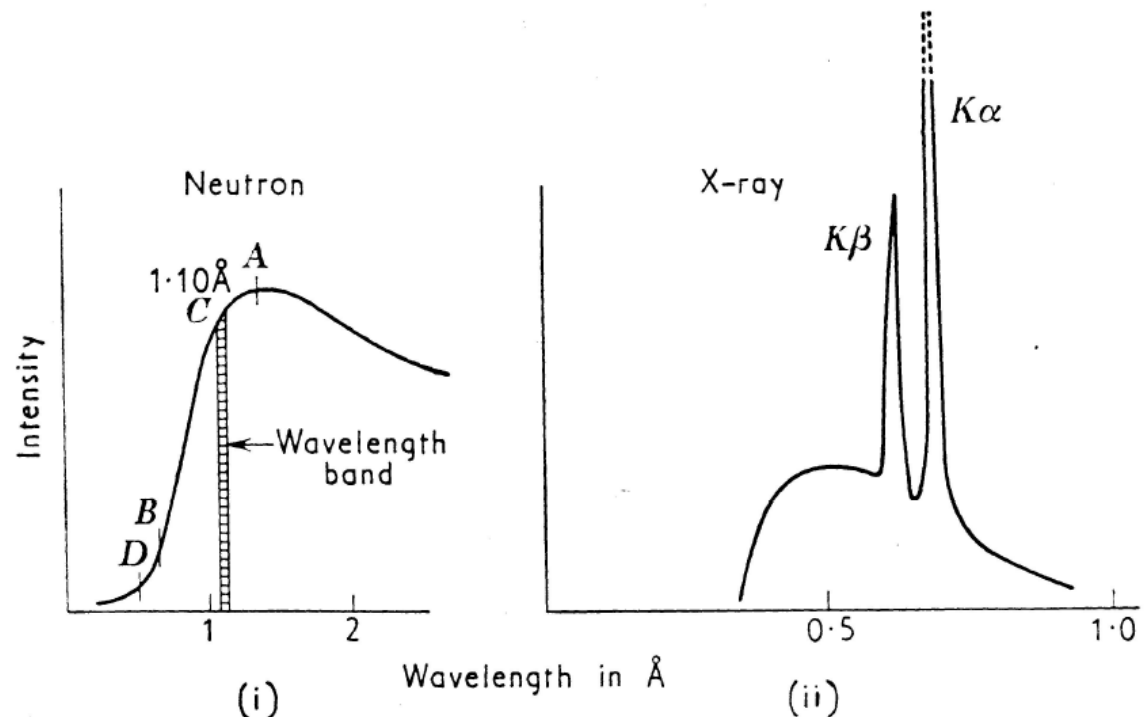 Neutron
1·10Å
A
C
Wavelength
band
B
D
Intensity
1
2
(i)
X-ray
Kα
Kβ
0·5
1·0
(ii)
Wavelength in Å